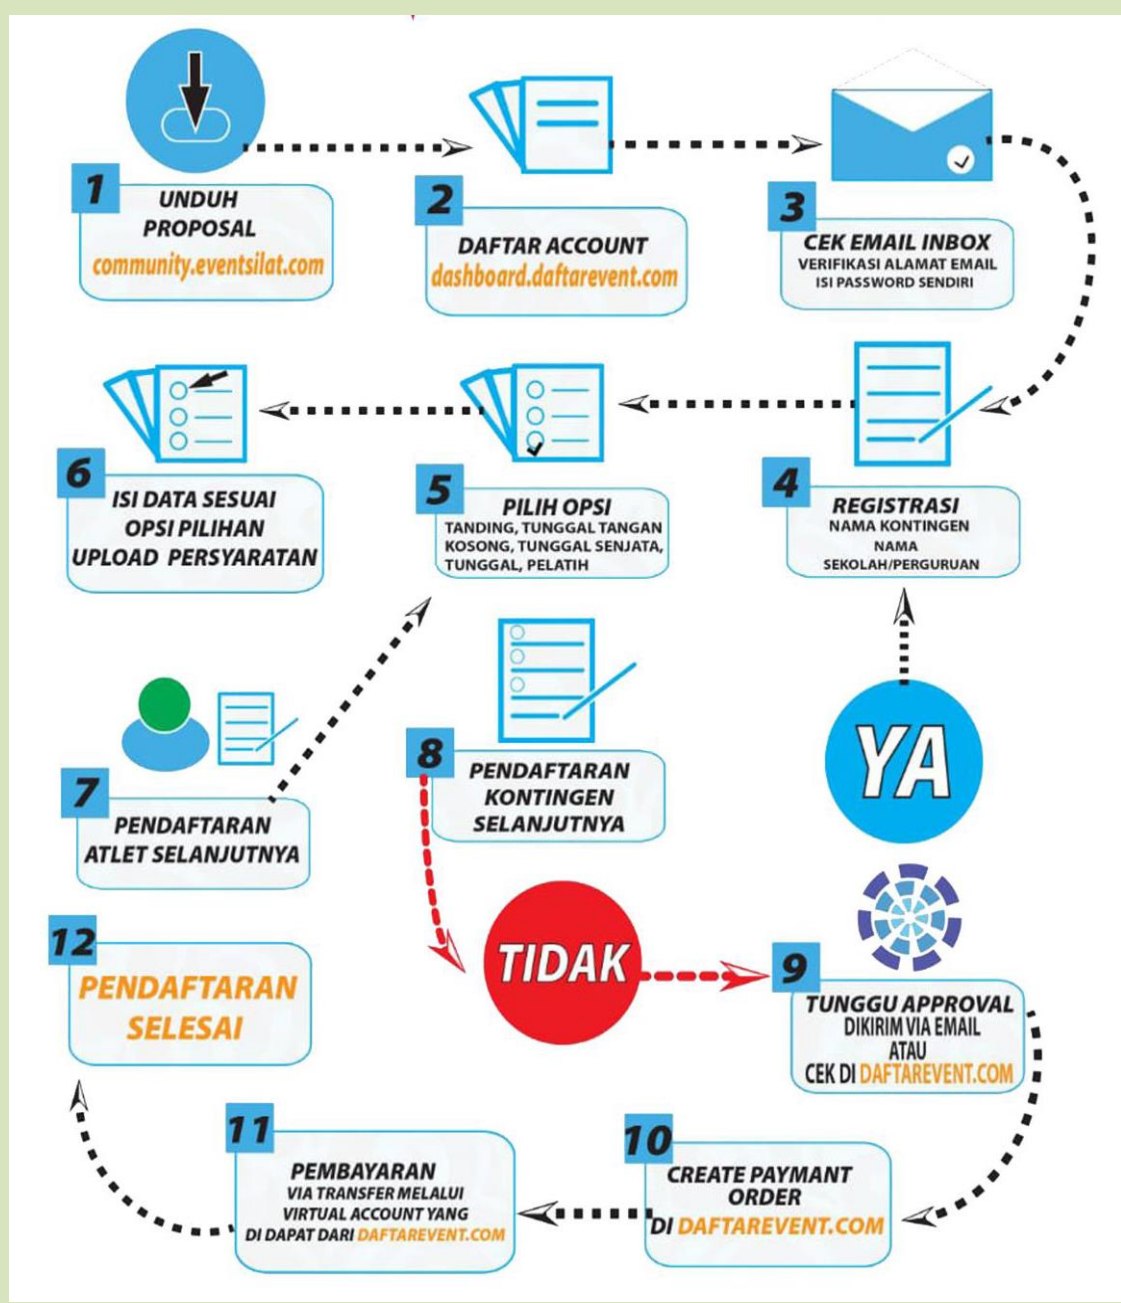 1
UNDUH
PROPOSAL
community.eventsilat.com
2
DAFTAR ACCOUNT
dashboard.daftarevent.com
3
CEK EMAIL INBOX
VERIFIKASI ALAMAT EMAIL
ISI PASSWORD SENDIRI
4
REGISTRASI
NAMA KONTINGEN
NAMA
SEKOLAH/PERGURUAN
5
PILIH OPSI
TANDING, TUNGGAL TANGAN
KOSONG, TUNGGAL SENJATA,
TUNGGAL, PELATIH
6
ISI DATA SESUAI
OPSI PILIHAN
UPLOAD PERSYARATAN
7
PENDAFTARAN
ATLET SELANJUTNYA
8
PENDAFTARAN
KONTINGEN
SELANJUTNYA
YA
TIDAK
9
TUNGGU APPROVAL
DIKIRIM VIA EMAIL
ATAU
CEK DI DAFTAREVENT.COM
10
CREATE PAYMANT
ORDER
DI DAFTAREVENT.COM
11
PEMBAYARAN
VIA TRANSFER MELALUI
VIRTUAL ACCOUNT YANG
DI DAPAT DARI DAFTAREVENT.COM
12
PENDAFTARAN
SELESAI